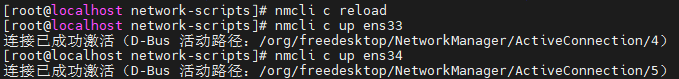 [root@localhost network-scripts]# nmcli c reload
[root@localhost network-scripts]# nmcli c up ens33
连接已成功激活（D-Bus 活动路径：/org/freedesktop/NetworkManager/ActiveConnection/4）
[root@localhost network-scripts]# nmcli c up ens34
连接已成功激活（D-Bus 活动路径：/org/freedesktop/NetworkManager/ActiveConnection/5）